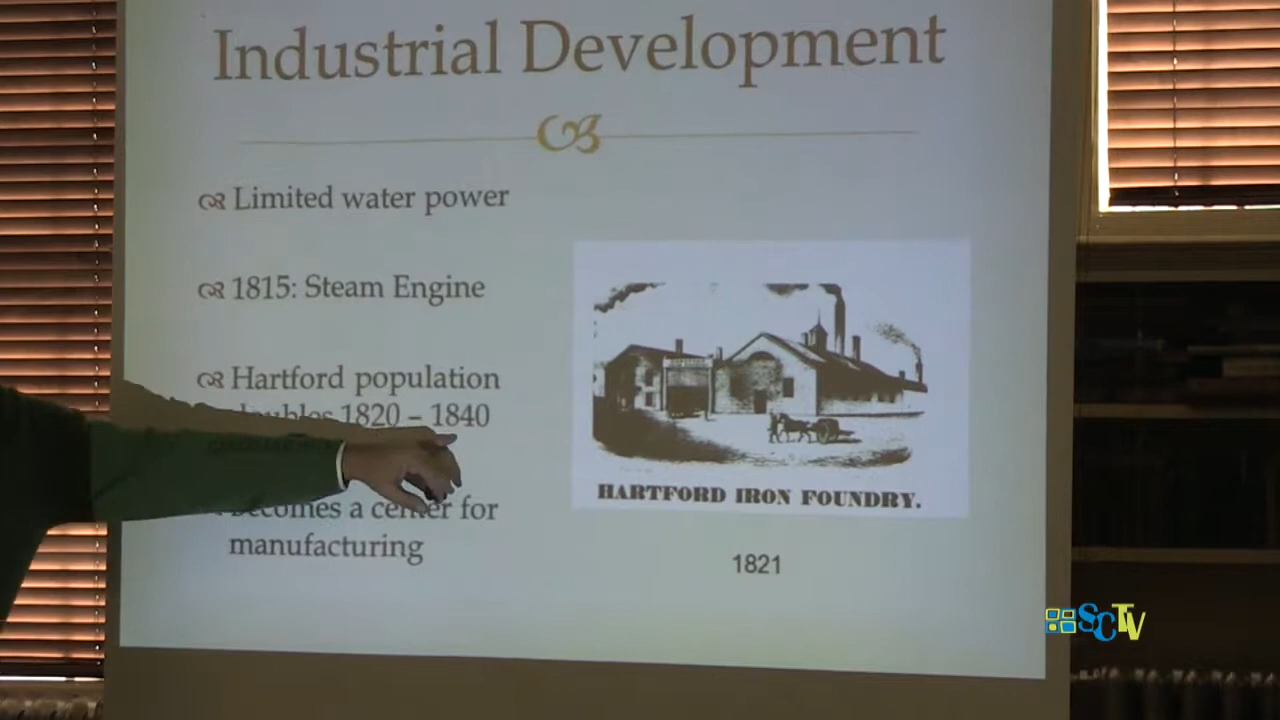 Industrial Development
Limited water power
1815: Steam Engine
Hartford population
doubles 1820 – 1840
becomes a center for
manufacturing
HARTFORD IRON FOUNDRY.
1821
SCTV